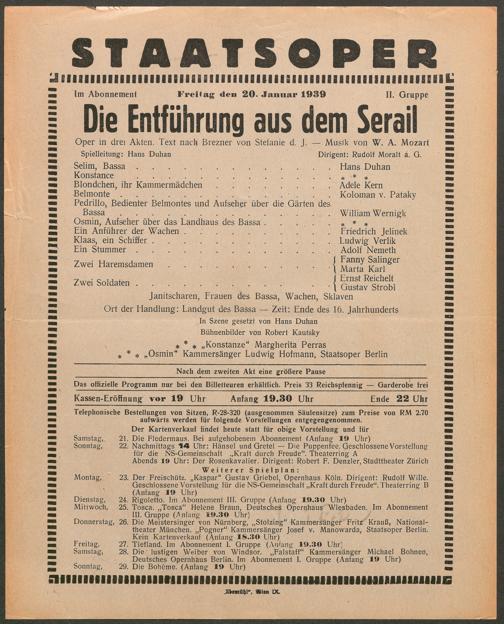 STAATSOPER
Im Abonnement Freitag den 20. Januar 1939 II. Gruppe
Die Entführung aus dem Serail
Oper in drei Akten. Text nach Brezner von Stefanie d. J. — Musik von W. A. Mozart
Spielleitung: Hans Duhan Dirigent: Rudolf Moralt a. G.
Selim, Bassa . . . . . Hans Duhan
Konstance . . . . . * * *
Blondchen, ihr Kammermädchen . . . . . Adele Kern
Belmonte . . . . . Koloman v. Pataky
Pedrillo, Bedienter Belmontes und Aufseher über die Gärten des
Bassa . . . . . William Wernigk
Osmin, Aufseher über das Landhaus des Bassa . . . . . * * *
Ein Anführer der Wachen . . . . . Friedrich Jelinek
Klaas, ein Schiffer . . . . . Ludwig Verlik
Ein Stummer . . . . . Adolf Nemeth
Zwei Haremsdamen . . . . . { Fanny Salinger
Marta Karl
Zwei Soldaten . . . . . { Ernst Reichelt
Gustav Strobl
Janitscharen, Frauen des Bassa, Wachen, Sklaven
Ort der Handlung: Landgut des Bassa — Zeit: Ende des 16. Jahrhunderts
In Szene gesetzt von Hans Duhan
Bühnenbilder von Robert Kautsky
* * * „Konstanze" Margherita Perras
* * * „Osmin" Kammersänger Ludwig Hofmann, Staatsoper Berlin
Nach dem zweiten Akt eine größere Pause
Das offizielle Programm nur bei den Billetteuren erhältlich. Preis 33 Reichspfennig — Garderobe frei
Kassen-Eröffnung vor 19 Uhr Anfang 19.30 Uhr Ende 22 Uhr
Telephonische Bestellungen von Sitzen, R-28-320 (ausgenommen Säulensitze) zum Preise von RM 2.70
aufwärts werden für folgende Vorstellungen entgegengenommen.
Der Kartenverkauf findet heute statt für obige Vorstellung und für
Samstag, 21. Die Fledermaus. Bei aufgehobenem Abonnement (Anfang 19 Uhr)
Sonntag, 22. Nachmittags 14 Uhr: Hänsel und Gretel — Die Puppenfee. Geschlossene Vorstellung
für die NS-Gemeinschaft „Kraft durch Freude". Theaterring A
Abends 19 Uhr: Der Rosenkavalier. Dirigent: Robert F. Denzler, Stadttheater Zürich
Weiterer Spielplan:
Montag, 23. Der Freischütz. „Kaspar" Gustav Griebel, Opernhaus Köln. Dirigent: Rudolf Wille.
Geschlossene Vorstellung für die NS-Gemeinschaft „Kraft durch Freude". Theaterring B
(Anfang 19 Uhr)
Dienstag, 24. Rigoletto. Im Abonnement III. Gruppe (Anfang 19.30 Uhr)
Mittwoch, 25. Tosca. „Tosca" Helene Braun, Deutsches Opernhaus Wiesbaden. Im Abonnement
III. Gruppe (Anfang 19.30 Uhr)
Donnerstag, 26. Die Meistersinger von Nürnberg, „Stolzing" Kammersänger Fritz Krauß, National-
theater München. „Pogner" Kammersänger Josef v. Manowarda, Staatsoper Berlin.
Kein Kartenverkauf (Anfang 18.30 Uhr)
Freitag, 27. Tiefland. Im Abonnement I. Gruppe (Anfang 19.30 Uhr)
Samstag, 28. Die lustigen Weiber von Windsor. „Falstaff" Kammersänger Michael Bohnen,
Deutsches Opernhaus Berlin. Im Abonnement I. Gruppe (Anfang 19 Uhr)
Sonntag, 29. Die Bohème. (Anfang 19 Uhr)
Wien IX.